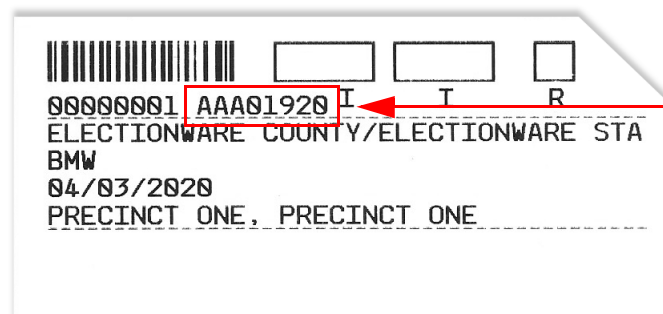 00000001 AAA01920 I I R
ELECTIONWARE COUNTY/ELECTIONWARE STA
BMW
04/03/2020
PRECINCT ONE, PRECINCT ONE